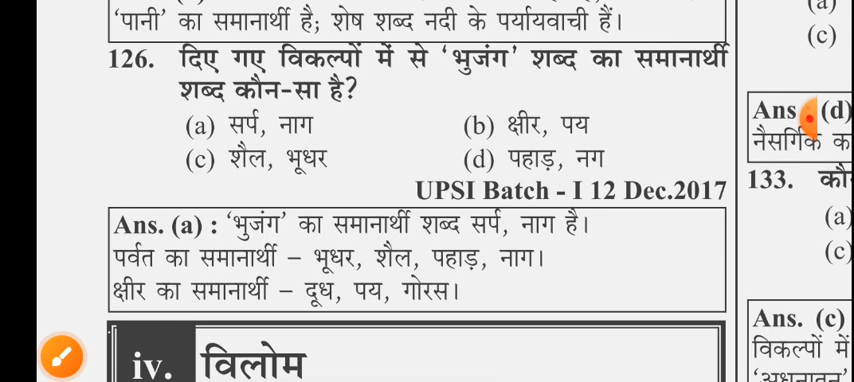 'पानी' का समानार्थी है; शेष शब्द नदी के पर्यायवाची हैं।
126. दिए गए विकल्पों में से 'भुजंग' शब्द का समानार्थी
शब्द कौन-सा है?
(a) सर्प, नाग (b) क्षीर, पय
(c) शैल, भूधर (d) पहाड़, नग
UPSI Batch - I 12 Dec.2017
Ans. (a) : 'भुजंग' का समानार्थी शब्द सर्प, नाग है।
पर्वत का समानार्थी – भूधर, शैल, पहाड़, नाग।
क्षीर का समानार्थी – दूध, पय, गोरस।
iv. विलोम
(a)
(c)
Ans (d)
नैसर्गिक क
133. कौ
(a)
(c)
Ans. (c)
विकल्पों में